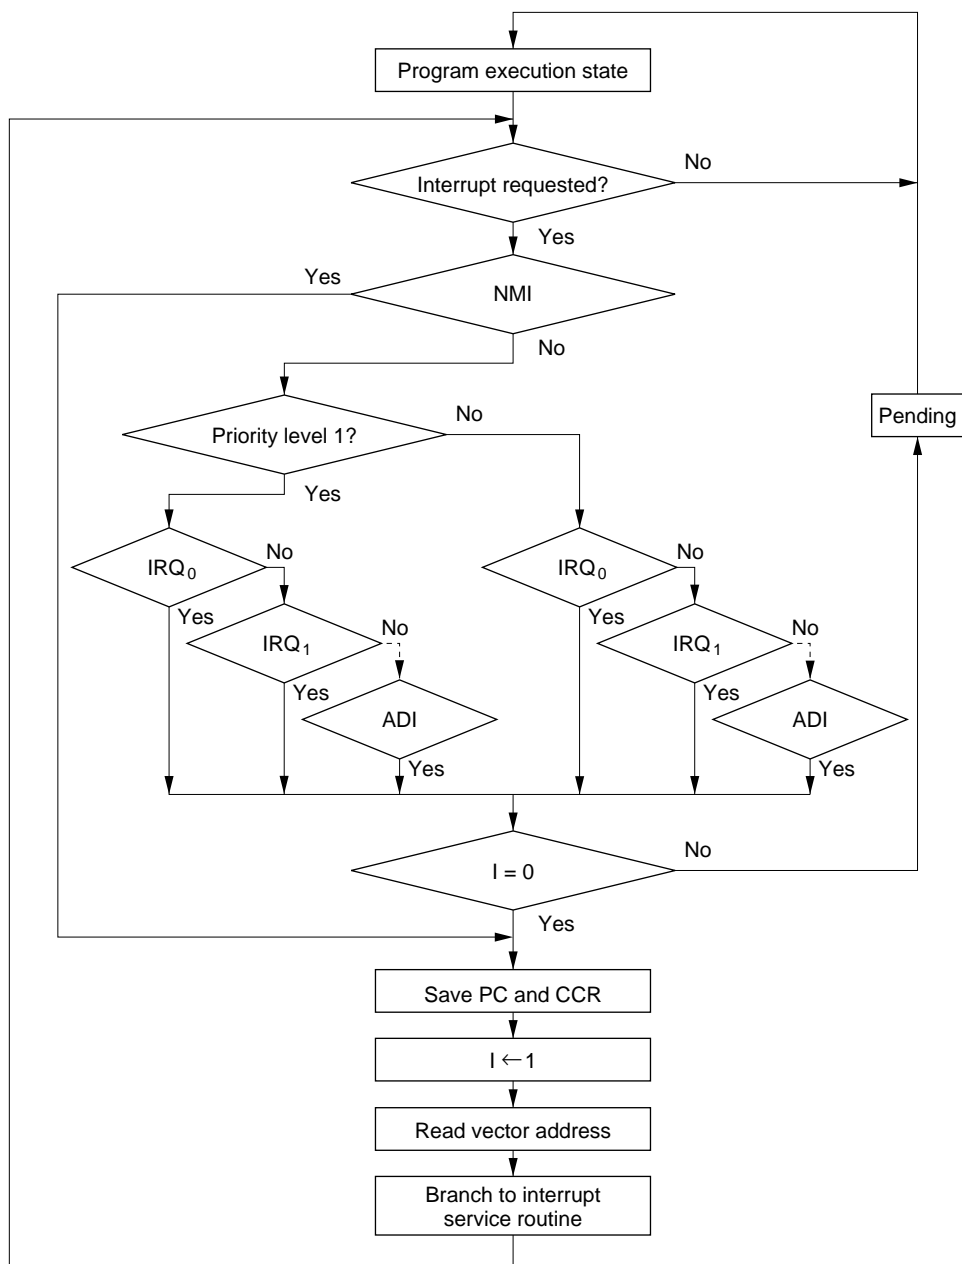 Program execution state
No
Interrupt requested?
Yes
Yes
NMI
No
No
Pending
Priority level 1?
Yes
No
No
IRQ0
IRQ0
Yes
No
Yes
No
IRQ1
IRQ1
Yes
Yes
ADI
ADI
Yes
Yes
No
I = 0
Yes
Save PC and CCR
I ← 1
Read vector address
Branch to interrupt
service routine